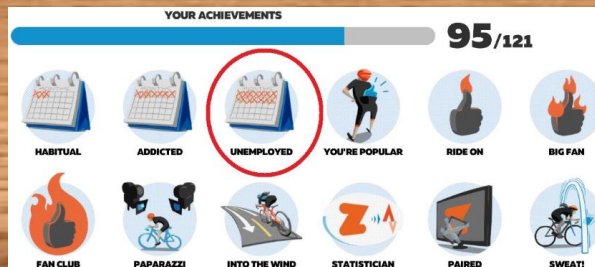 YOUR ACHIEVEMENTS
95/121
HABITUAL
ADDICTED
UNEMPLOYED
YOU'RE POPULAR
RIDE ON
BIG FAN
FAN CLUB
PAPARAZZI
INTO THE WIND
STATISTICIAN
PAIRED
SWEAT!